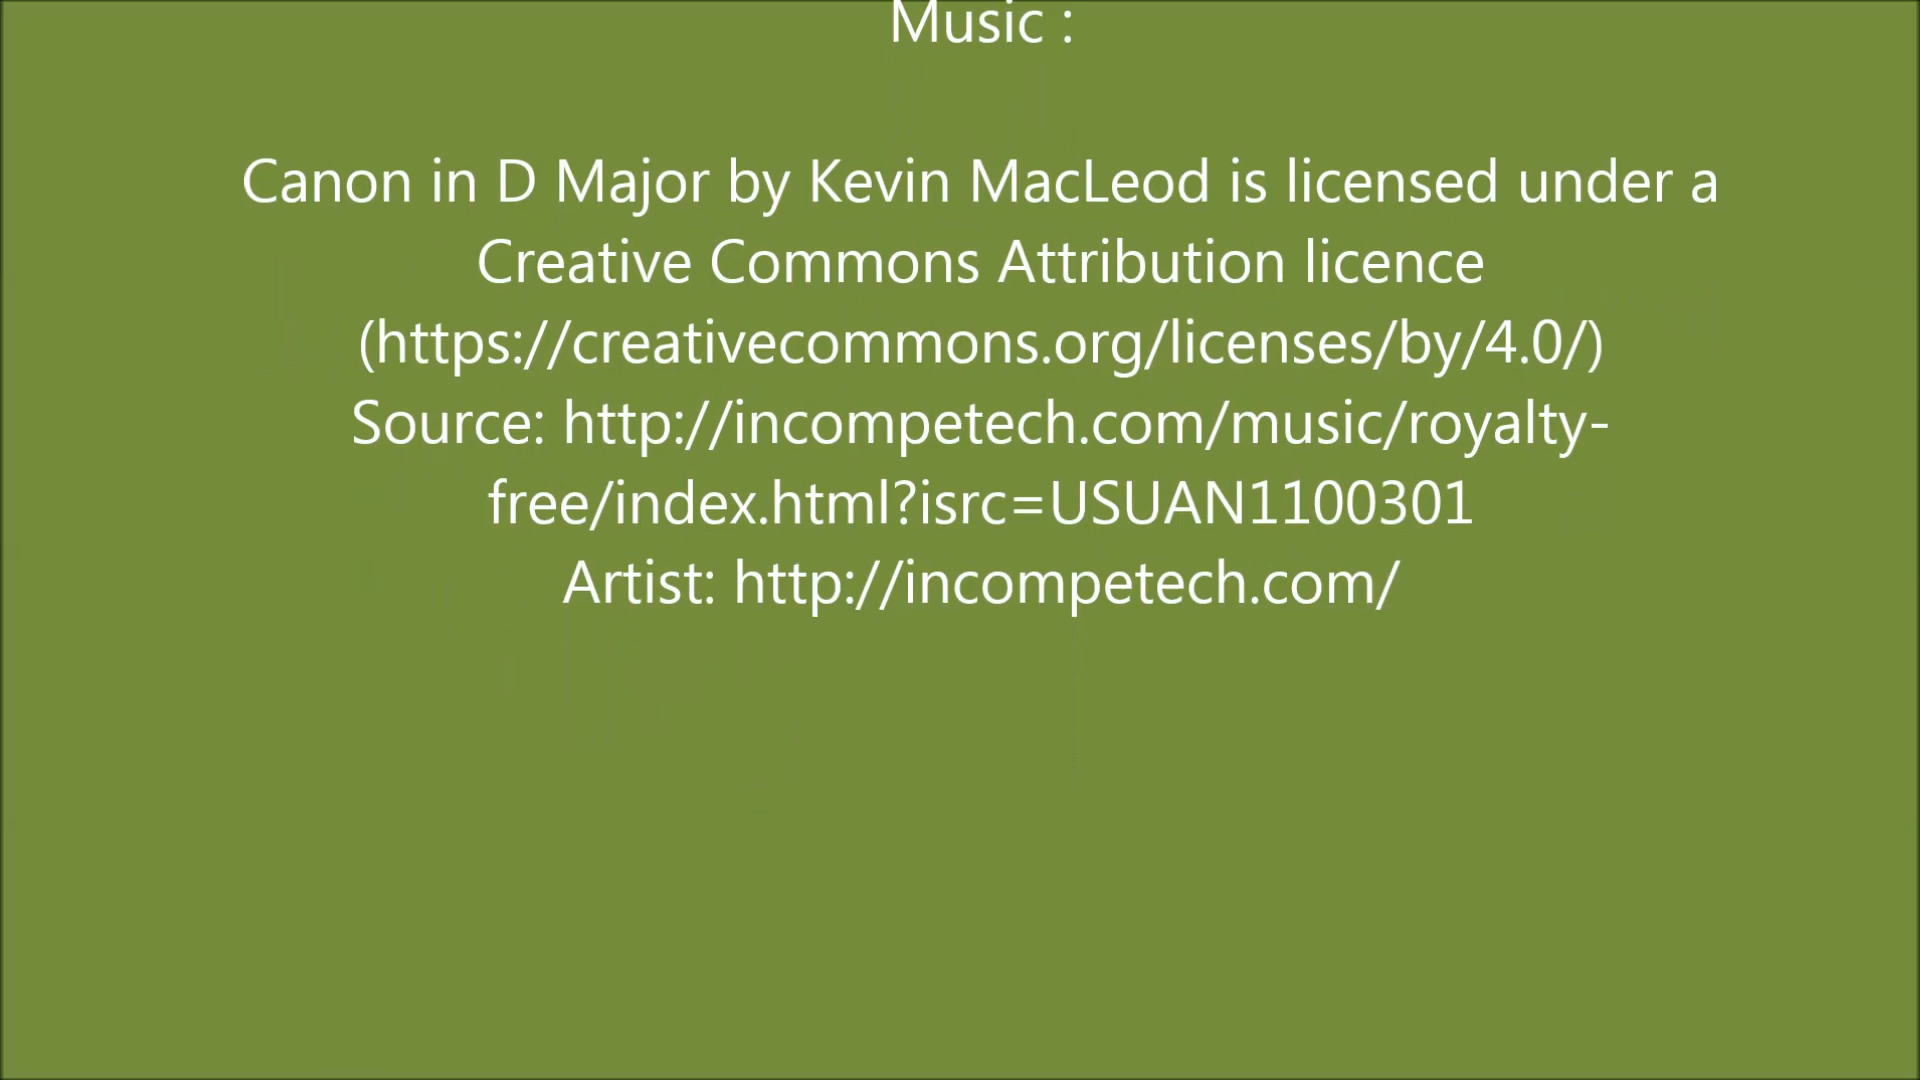 Music :
Canon in D Major by Kevin MacLeod is licensed under a
Creative Commons Attribution licence
(https://creativecommons.org/licenses/by/4.0/)
Source: http://incompetech.com/music/royalty-
free/index.html?isrc=USUAN1100301
Artist: http://incompetech.com/